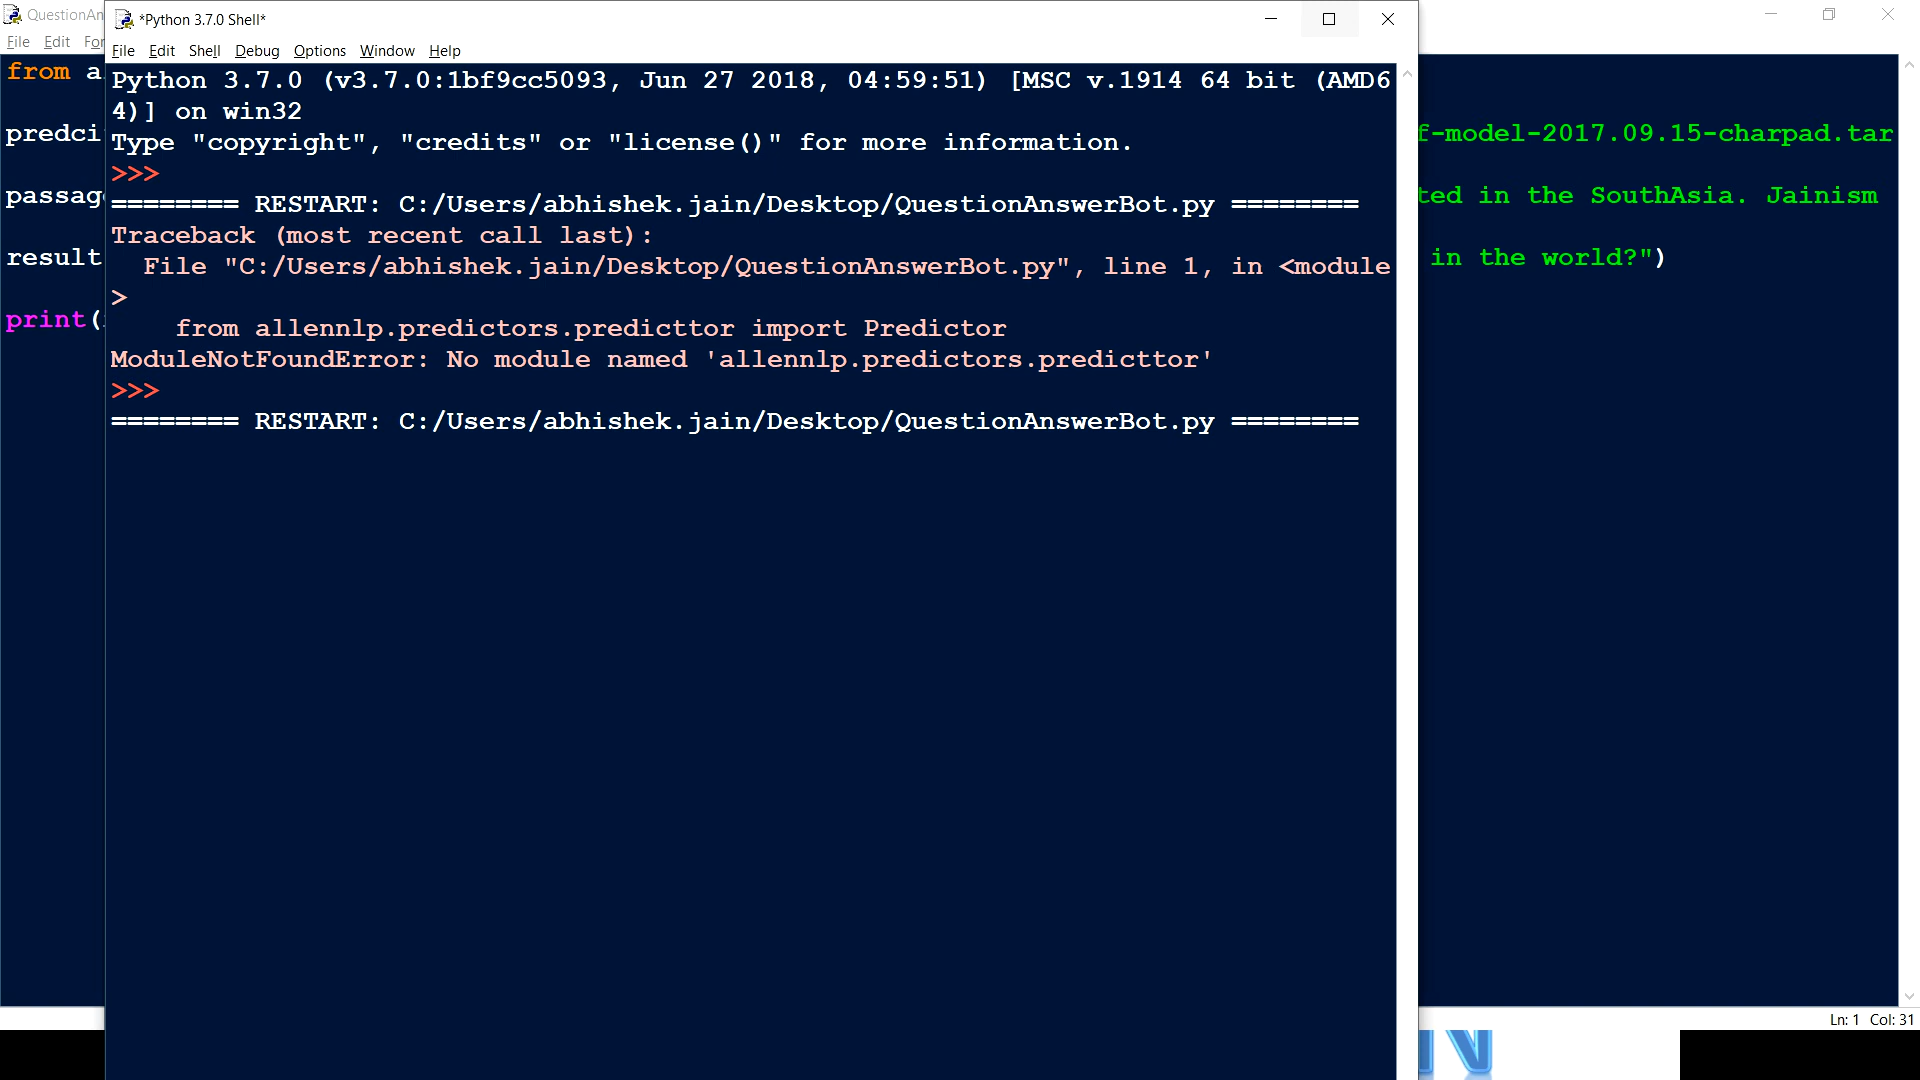 QuestionAn
File Edit For
from a
predci
passag
result
print(
*Python 3.7.0 Shell*
File Edit Shell Debug Options Window Help
Python 3.7.0 (v3.7.0:1bf9cc5093, Jun 27 2018, 04:59:51) [MSC v.1914 64 bit (AMD6
4)] on win32
Type "copyright", "credits" or "license()" for more information.
>>>
======== RESTART: C:/Users/abhishek.jain/Desktop/QuestionAnswerBot.py ========
Traceback (most recent call last):
  File "C:/Users/abhishek.jain/Desktop/QuestionAnswerBot.py", line 1, in <module
>
    from allennlp.predictors.predicttor import Predictor
ModuleNotFoundError: No module named 'allennlp.predictors.predicttor'
>>>
======== RESTART: C:/Users/abhishek.jain/Desktop/QuestionAnswerBot.py ========
f-model-2017.09.15-charpad.tar
ted in the SouthAsia. Jainism
in the world?")
Ln: 1 Col: 31